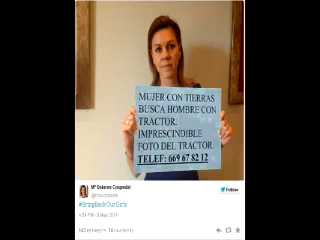 MUJER CON TIERRAS
BUSCA HOMBRE CON
TRACTOR.
IMPRESCINDIBLE
FOTO DEL TRACTOR.
TELEF: 669 67 82 12
Mª Dolores Cospedal
Follow
#BringBackOurGirls